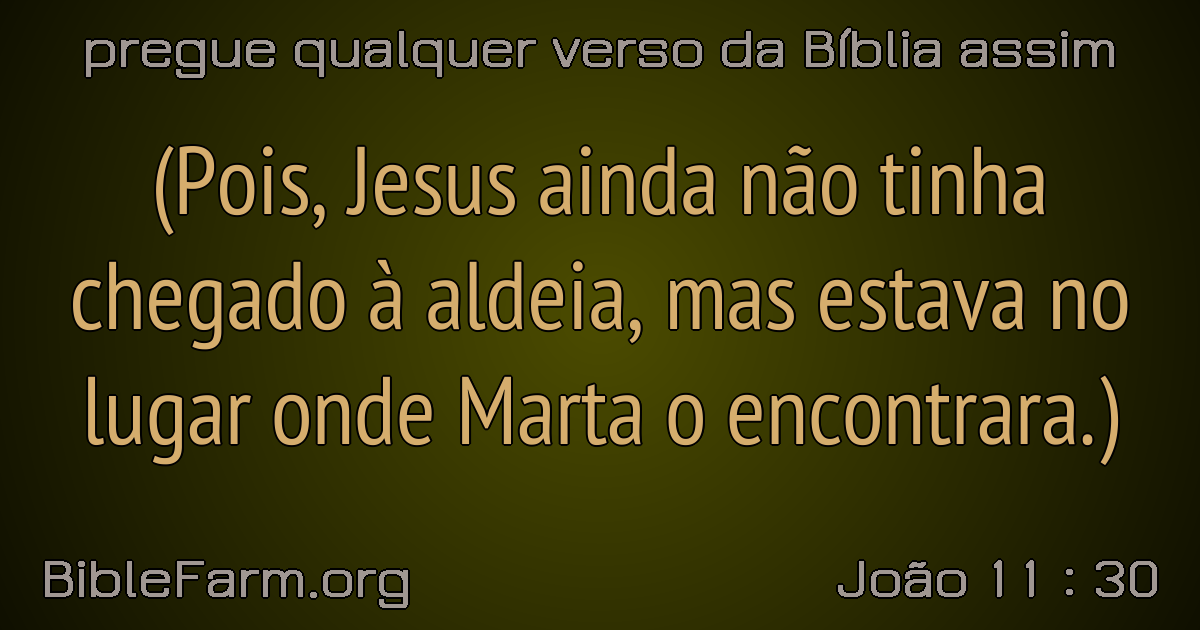 pregue qualquer verso da Bíblia assim
(Pois, Jesus ainda não tinha
chegado à aldeia, mas estava no
lugar onde Marta o encontrara.)
BibleFarm.org
João 11 : 30